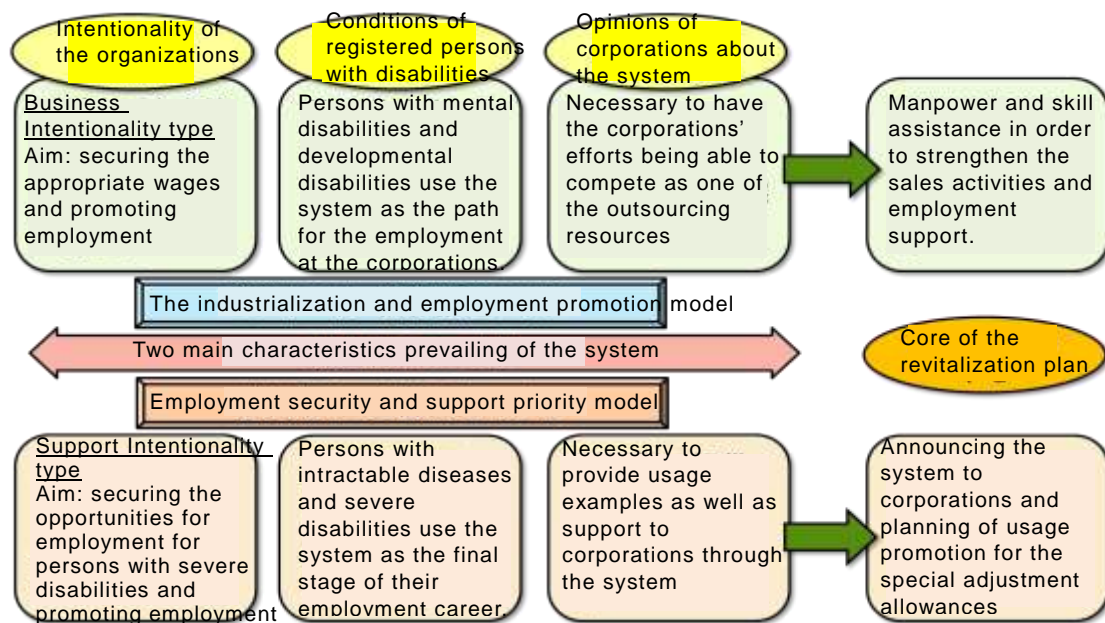 Intentionality of
the organizations
Conditions of
registered persons
with disabilities
Opinions of
corporations about
the system
Business
Intentionality type
Aim: securing the
appropriate wages
and promoting
employment
Persons with mental
disabilities and
developmental
disabilities use the
system as the path
for the employment
at the corporations.
Necessary to have
the corporations’
efforts being able to
compete as one of
the outsourcing
resources
Manpower and skill
assistance in order
to strengthen the
sales activities and
employment
support.
The industrialization and employment promotion model
Two main characteristics prevailing of the system
Core of the
revitalization plan
Employment security and support priority model
Support Intentionality
type
Aim: securing the
opportunities for
employment for
persons with severe
disabilities and
promoting employment
Persons with
intractable diseases
and severe
disabilities use the
system as the final
stage of their
employment career.
Necessary to
provide usage
examples as well as
support to
corporations through
the system
Announcing the
system to
corporations and
planning of usage
promotion for the
special adjustment
allowances